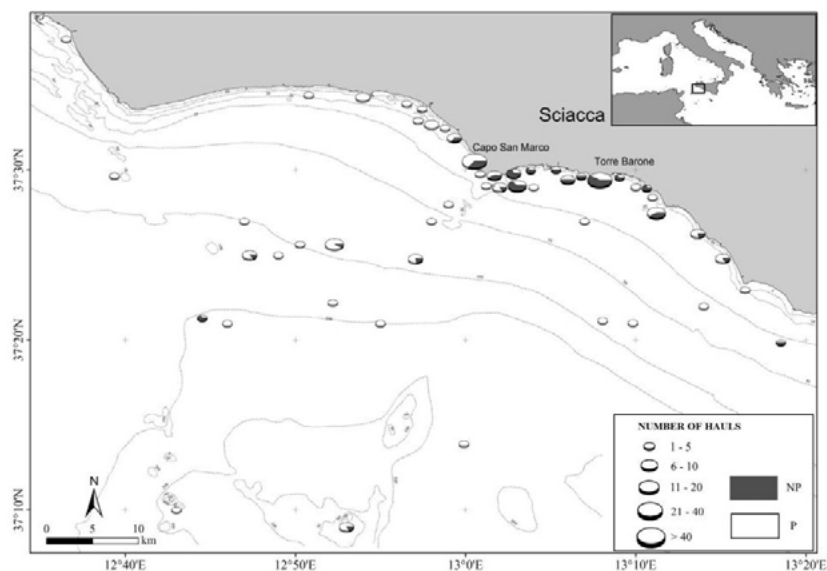 Sciacca
Capo San Marco
Torre Barone
37°30'N
37°20'N
37°10'N
NUMBER OF HAULS
1 - 5
6 - 10
11 - 20
21 - 40
> 40
NP
P
N
0 5 10
km
12°40'E
12°50'E
13°0'E
13°10'E
13°20'E